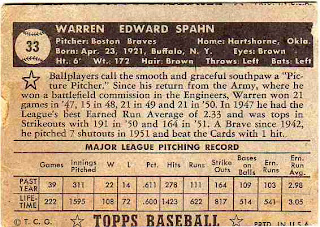 33
WARREN EDWARD SPAHN
Pitcher: Boston Braves Home: Hartshorne, Okla.
Born: Apr. 23, 1921, Buffalo, N. Y. Eyes: Brown
Ht: 6' Wt: 172 Hair: Brown Throws: Left Bats: Left
Ballplayers call the smooth and graceful southpaw a "Pic-
ture Pitcher." Since his return from the Army, where he
won a battlefield commission in the Engineers, Warren won 21
games in '47, 15 in 48, 21 in 49 and 21 in '50. In 1947 he had the
League's best Earned Run Average of 2.33 and was tops in
Strikeouts with 191 in '50 and 164 in 51. A Brave since 1942,
he pitched 7 shutouts in 1951 and beat the Cards with 1 hit.
MAJOR LEAGUE PITCHING RECORD
Games Innings Pitched W L Pct. Hits Runs Strike Outs Bases on Balls Ern. Runs Ern. Run Avg.
PAST YEAR 39 311 22 14 .611 278 111 164 109 103 2.98
LIFE-TIME 222 1595 108 72 .600 1423 622 817 514 541 3.05
© T. C. G. TOPPS BASEBALL PRTD. IN U.S.A.